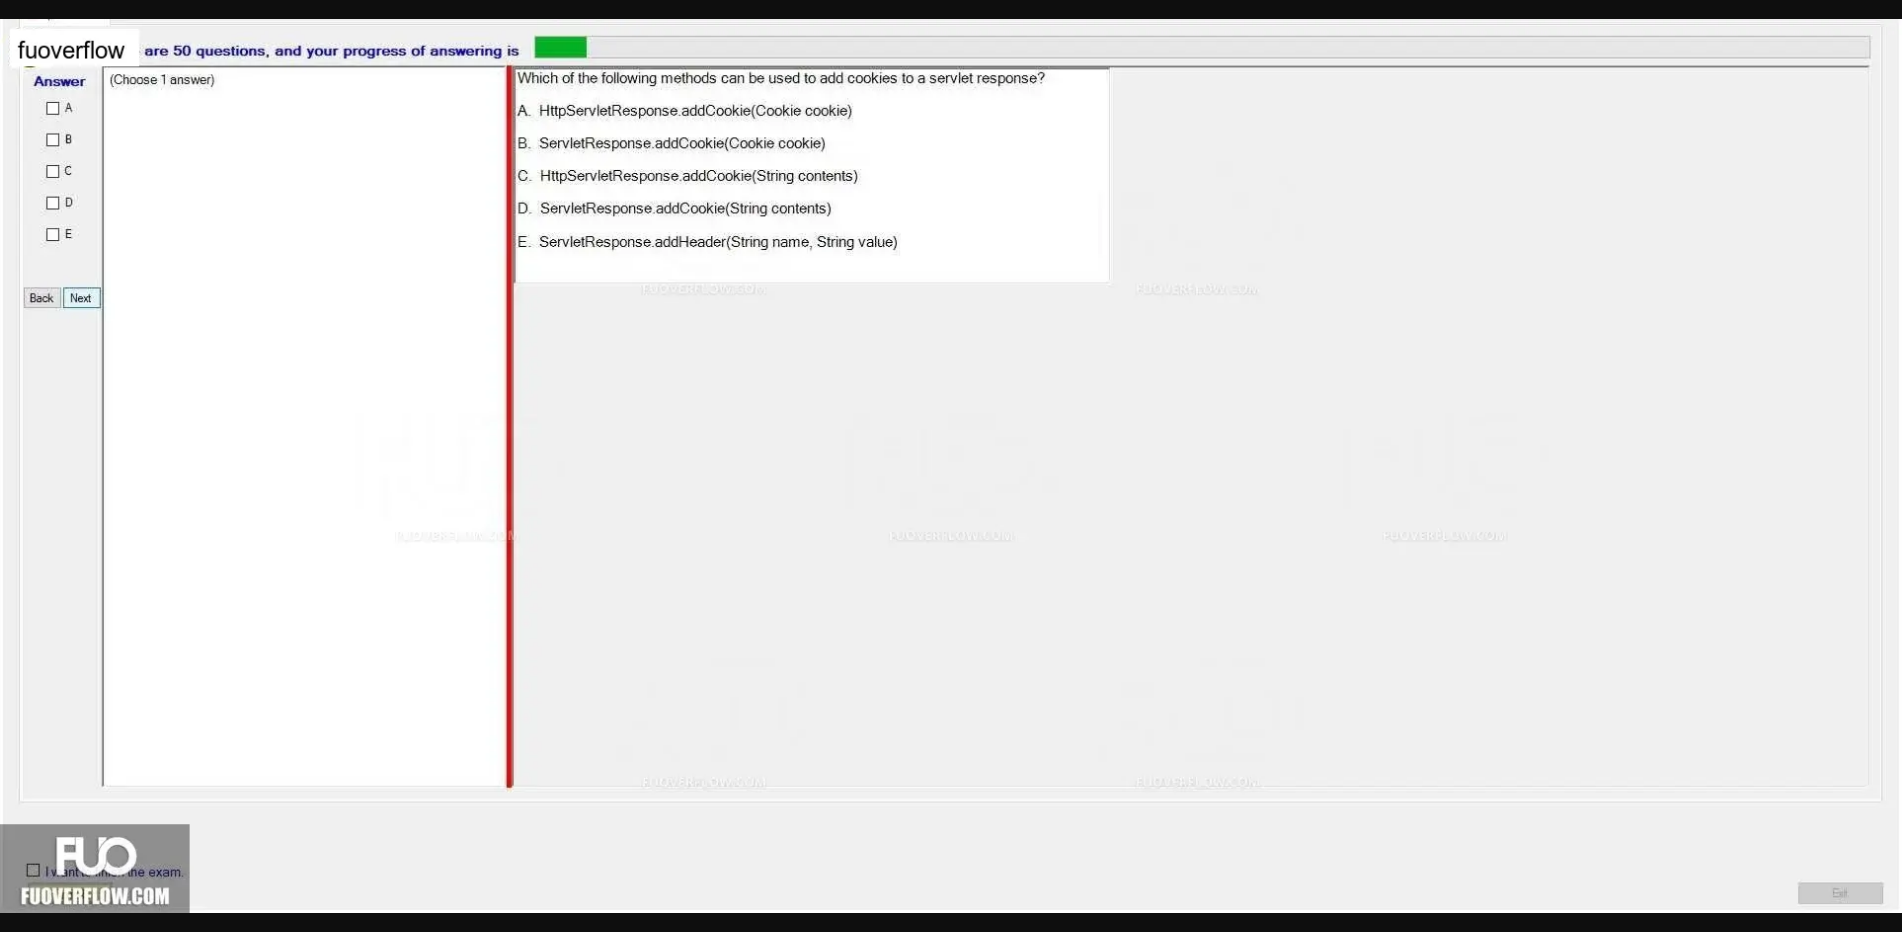 fuoverflow are 50 questions, and your progress of answering is
Answer
(Choose 1 answer)
A
B
C
D
E
Back Next
Which of the following methods can be used to add cookies to a servlet response?
A. HttpServletResponse.addCookie(Cookie cookie)
B. ServletResponse.addCookie(Cookie cookie)
C. HttpServletResponse.addCookie(String contents)
D. ServletResponse.addCookie(String contents)
E. ServletResponse.addHeader(String name, String value)
FUOVERFLOW.COM FUOVERFLOW.COM
FUOVERFLOW.COM FUOVERFLOW.COM FUOVERFLOW.COM
FUOVERFLOW.COM FUOVERFLOW.COM
FUO
I want the exam.
FUOVERFLOW.COM
Exit